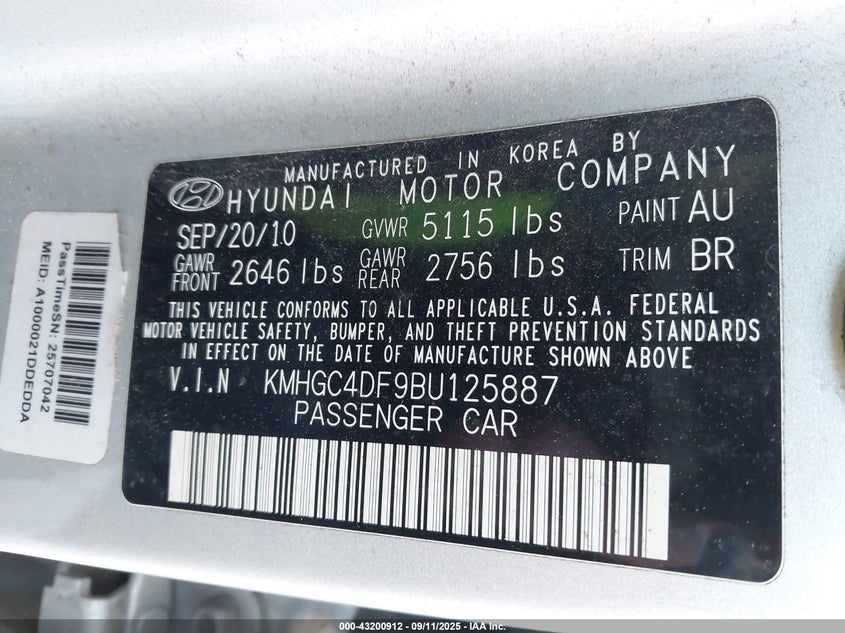 MANUFACTURED IN KOREA BY
HYUNDAI MOTOR COMPANY
SEP/20/10 GVWR 5115 lbs PAINT AU
GAWR FRONT 2646 lbs GAWR REAR 2756 lbs TRIM BR
THIS VEHICLE CONFORMS TO ALL APPLICABLE U.S.A. FEDERAL
MOTOR VEHICLE SAFETY, BUMPER, AND THEFT PREVENTION STANDARDS
IN EFFECT ON THE DATE OF MANUFACTURE SHOWN ABOVE
V.I.N KMHGC4DF9BU125887
PASSENGER CAR
PassTimeSN: 25707042
MEID: A1000021DDEDDA
000-43200912 - 09/11/2025 - IAA Inc.